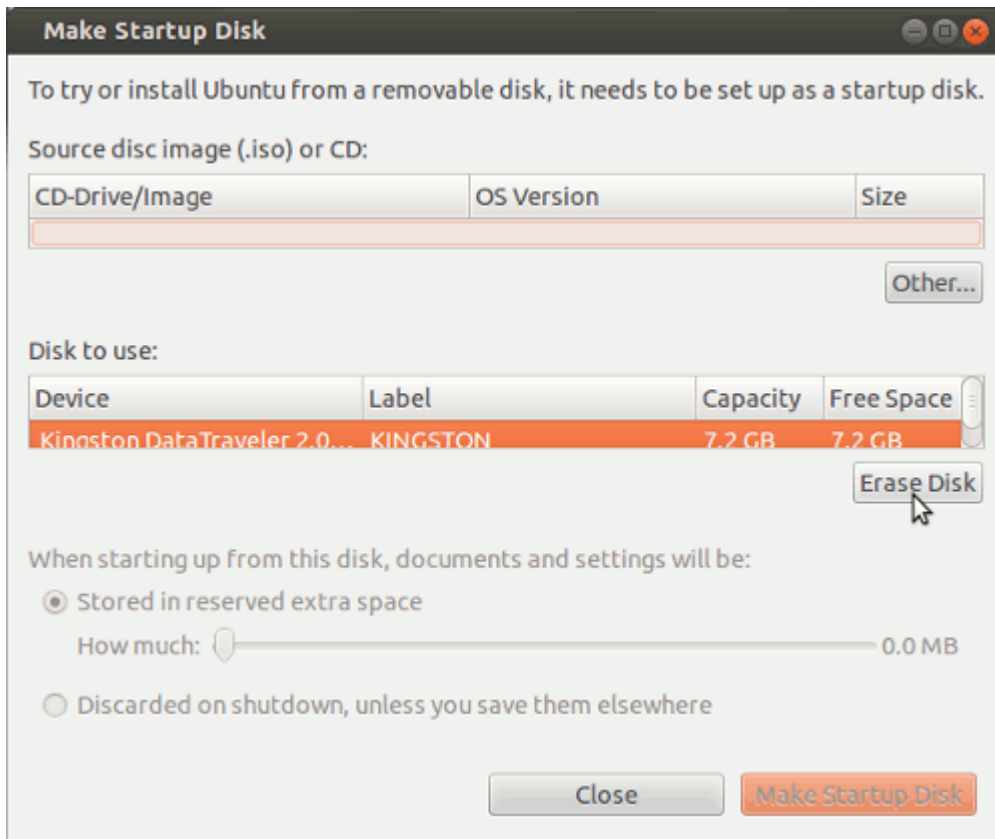 Make Startup Disk
To try or install Ubuntu from a removable disk, it needs to be set up as a startup disk.
Source disc image (.iso) or CD:
CD-Drive/Image OS Version Size
Other...
Disk to use:
Device Label Capacity Free Space
Kingston DataTraveler 2.0... KINGSTON 7.2 GB 7.2 GB
Erase Disk
When starting up from this disk, documents and settings will be:
Stored in reserved extra space
How much: 0.0 MB
Discarded on shutdown, unless you save them elsewhere
Close Make Startup Disk